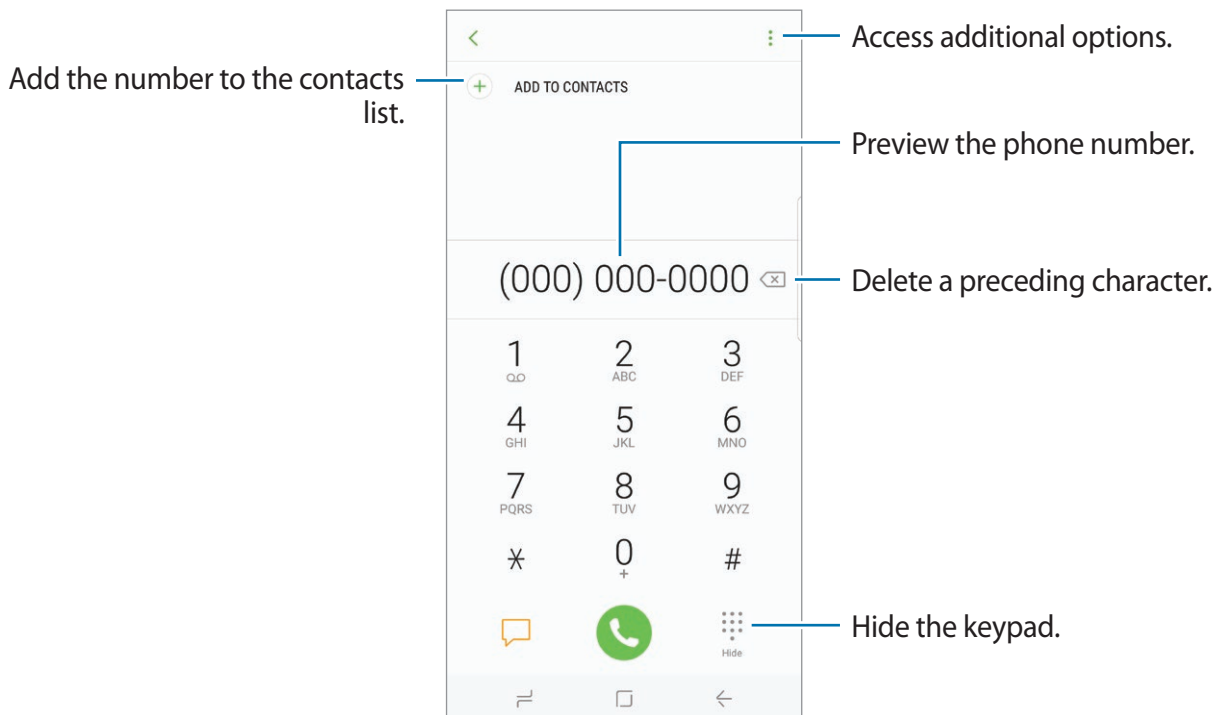 Access additional options.
Add the number to the contacts
list.
ADD TO CONTACTS
Preview the phone number.
(000) 000-0000
Delete a preceding character.
1 2 3
ABC DEF
4 5 6
GHI JKL MNO
7 8 9
PQRS TUV WXYZ
* 0 #
+
Hide the keypad.
Hide